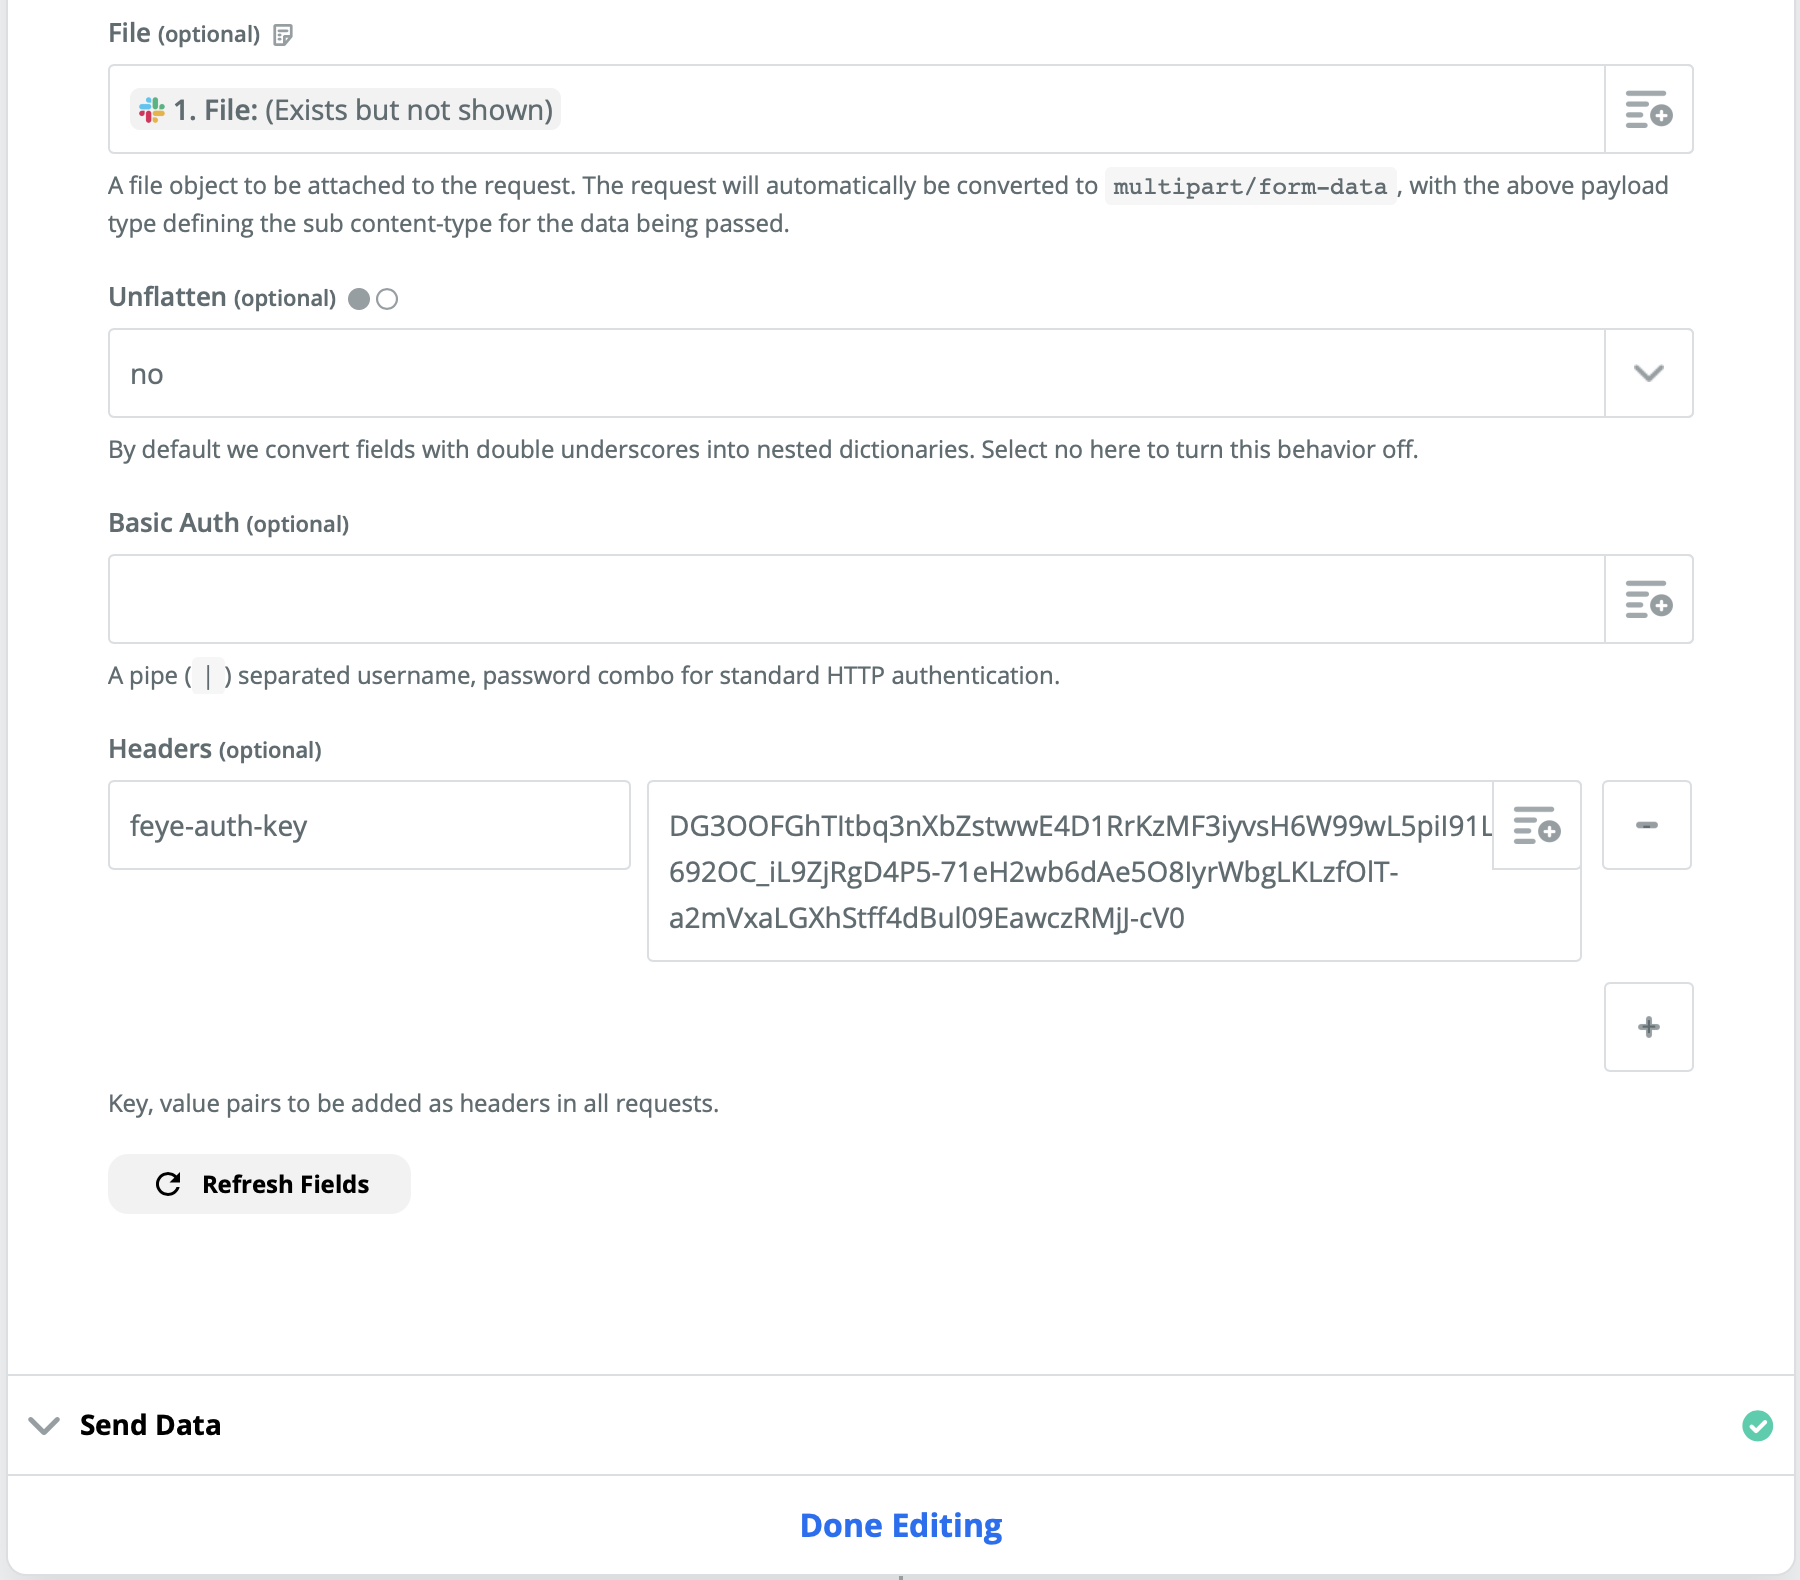 File (optional)
1. File: (Exists but not shown)
A file object to be attached to the request. The request will automatically be converted to multipart/form-data, with the above payload
type defining the sub content-type for the data being passed.
Unflatten (optional)
no
By default we convert fields with double underscores into nested dictionaries. Select no here to turn this behavior off.
Basic Auth (optional)
A pipe ( | ) separated username, password combo for standard HTTP authentication.
Headers (optional)
feye-auth-key
DG3OOFGhTItbq3nXbZstwwE4D1RrKzMF3iyvsH6W99wL5piI91L
692OC_iL9ZjRgD4P5-71eH2wb6dAe5O8IyrWbgLKLzfOlT-
a2mVxaLGXhStff4dBul09EawczRMjJ-cV0
Key, value pairs to be added as headers in all requests.
Refresh Fields
Send Data
Done Editing